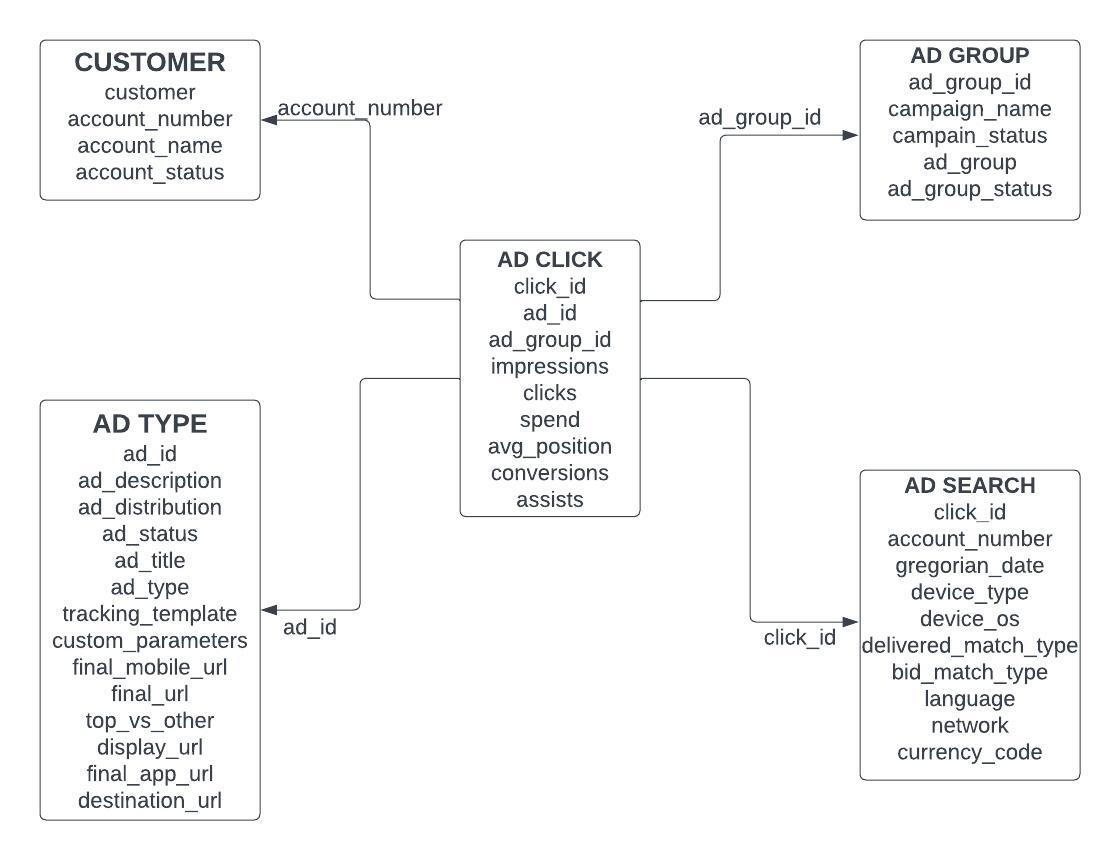 CUSTOMER
customer
account_number
account_name
account_status
account_number
ad_group_id
AD GROUP
ad_group_id
campaign_name
campain_status
ad_group
ad_group_status
AD CLICK
click_id
ad_id
ad_group_id
impressions
clicks
spend
avg_position
conversions
assists
AD TYPE
ad_id
ad_description
ad_distribution
ad_status
ad_title
ad_type
tracking_template
custom_parameters
final_mobile_url
final_url
top_vs_other
display_url
final_app_url
destination_url
ad_id
click_id
AD SEARCH
click_id
account_number
gregorian_date
device_type
device_os
delivered_match_type
bid_match_type
language
network
currency_code